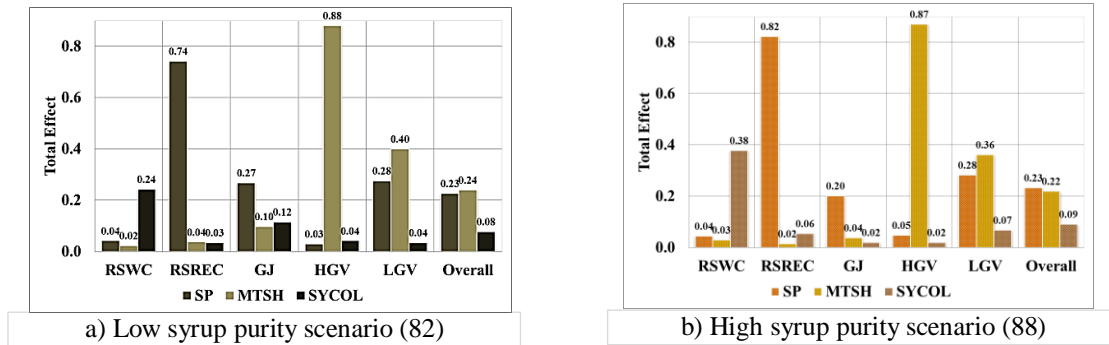 Total Effect
0.8
0.6
0.4
0.2
0.0
0.04 0.02 0.24
0.74 0.04 0.03
0.27 0.10 0.12
0.03 0.88 0.04
0.28 0.40 0.04
0.23 0.24 0.08
RSWC RSREC GJ HGV LGV Overall
SP MTSH SYCOL
a) Low syrup purity scenario (82)
Total Effect
0.8
0.6
0.4
0.2
0.0
0.04 0.03 0.38
0.82 0.02 0.06
0.20 0.04 0.02
0.05 0.87 0.02
0.28 0.36 0.07
0.23 0.22 0.09
RSWC RSREC GJ HGV LGV Overall
SP MTSH SYCOL
b) High syrup purity scenario (88)